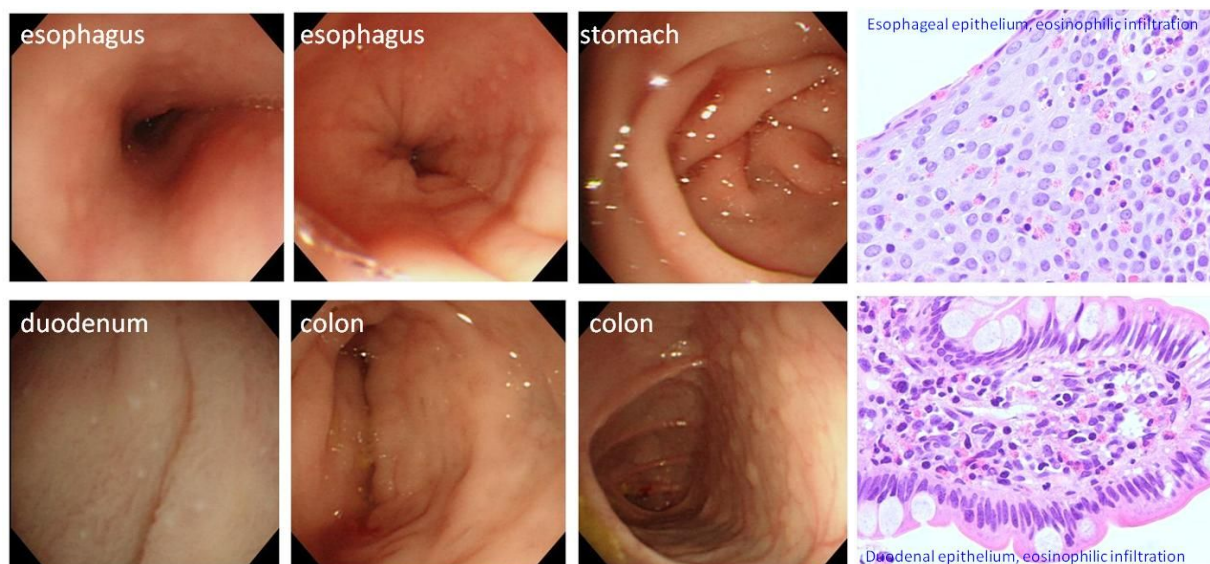 esophagus
esophagus
stomach
Esophageal epithelium, eosinophilic infiltration
duodenum
colon
colon
Duodenal epithelium, eosinophilic infiltration